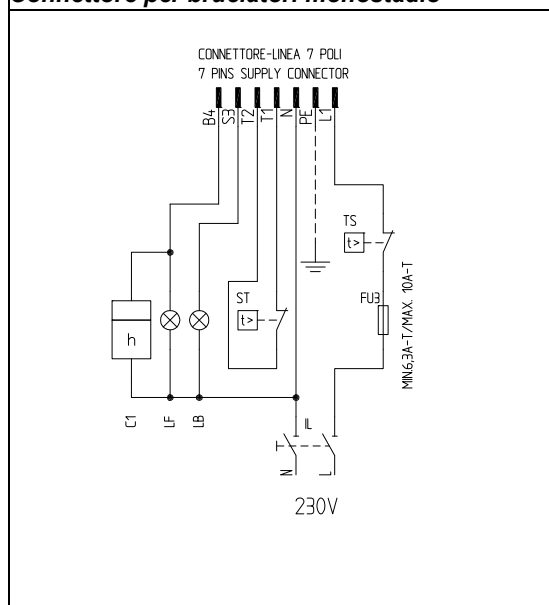 Connettore per bruciatori monostadio
CONNETTORE-LINEA 7 POLI
7 PINS SUPPLY CONNECTOR
B4
S3
T2
T1
N
PE
L1
TS
t>
ST
t>
FU3
MIN.6,3A-T/MAX. 10A-T
h
C1
LF
LB
IL
N
L
230V